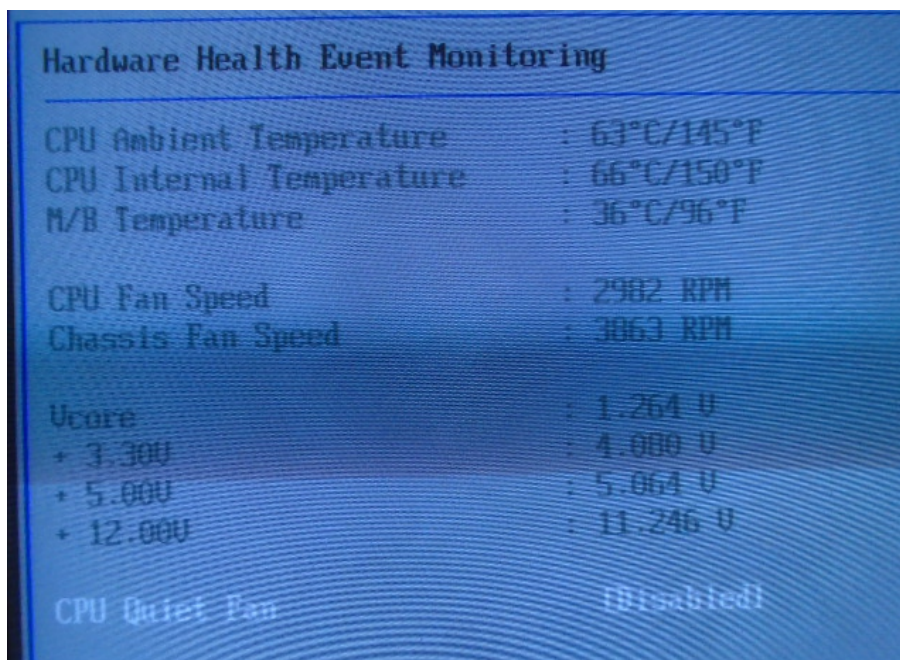 Hardware Health Event Monitoring
CPU Ambient Temperature : 63°C/145°F
CPU Internal Temperature : 66°C/150°F
M/B Temperature : 36°C/96°F
CPU Fan Speed : 2982 RPM
Chassis Fan Speed : 3063 RPM
Vcore : 1.264 V
+ 3.30V : 4.080 V
+ 5.00V : 5.064 V
+ 12.00V : 11.246 V
CPU Quiet Fan [Disabled]